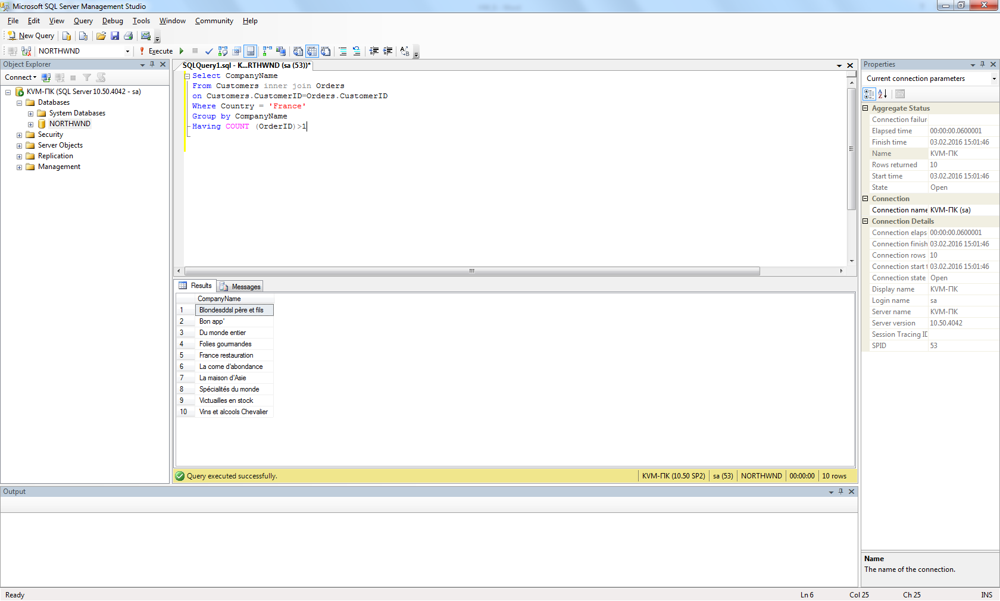 Microsoft SQL Server Management Studio
File Edit View Query Debug Tools Window Community Help
New Query
NORTHWND Execute
Object Explorer
Connect
KVM-ПК (SQL Server 10.50.4042 - sa)
Databases
System Databases
NORTHWND
Security
Server Objects
Replication
Management
SQLQuery1.sql - K...RTHWND (sa (53))*
Select CompanyName
From Customers inner join Orders
on Customers.CustomerID=Orders.CustomerID
Where Country = 'France'
Group by CompanyName
Having COUNT (OrderID)>1
Results Messages
CompanyName
1 Blondesddsl père et fils
2 Bon app'
3 Du monde entier
4 Folies gourmandes
5 France restauration
6 La corne d'abondance
7 La maison d'Asie
8 Spécialités du monde
9 Victuailles en stock
10 Vins et alcools Chevalier
Query executed successfully. KVM-ПК (10.50 SP2) sa (53) NORTHWND 00:00:00 10 rows
Properties
Current connection parameters
Aggregate Status
Connection failur
Elapsed time 00:00:00.0600001
Finish time 03.02.2016 15:01:46
Name KVM-ПК
Rows returned 10
Start time 03.02.2016 15:01:46
State Open
Connection
Connection name KVM-ПК (sa)
Connection Details
Connection elaps 00:00:00.0600001
Connection finish 03.02.2016 15:01:46
Connection rows 10
Connection start t 03.02.2016 15:01:46
Connection state Open
Display name KVM-ПК
Login name sa
Server name KVM-ПК
Server version 10.50.4042
Session Tracing ID
SPID 53
Name
The name of the connection.
Output
Ready Ln 6 Col 25 Ch 25 INS